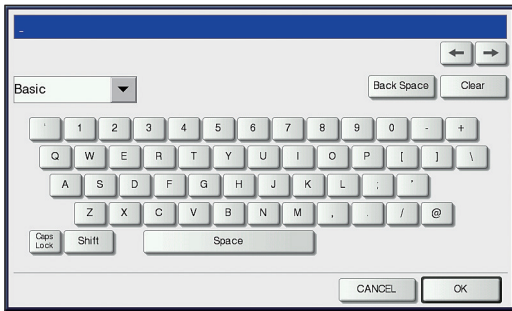 _
← →
Basic ▼ Back Space Clear
' 1 2 3 4 5 6 7 8 9 0 - +
Q W E R T Y U I O P [ ] \
A S D F G H J K L ; '
Z X C V B N M , . / @
Caps Lock Shift Space
CANCEL OK